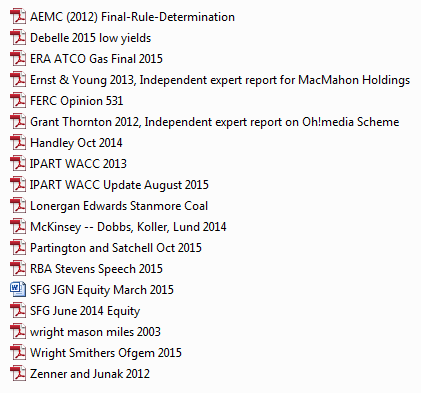 AEMC (2012) Final-Rule-Determination
Debelle 2015 low yields
ERA ATCO Gas Final 2015
Ernst & Young 2013, Independent expert report for MacMahon Holdings
FERC Opinion 531
Grant Thornton 2012, Independent expert report on Oh!media Scheme
Handley Oct 2014
IPART WACC 2013
IPART WACC Update August 2015
Lonergan Edwards Stanmore Coal
McKinsey -- Dobbs, Koller, Lund 2014
Partington and Satchell Oct 2015
RBA Stevens Speech 2015
SFG JGN Equity March 2015
SFG June 2014 Equity
wright mason miles 2003
Wright Smithers Ofgem 2015
Zenner and Junak 2012